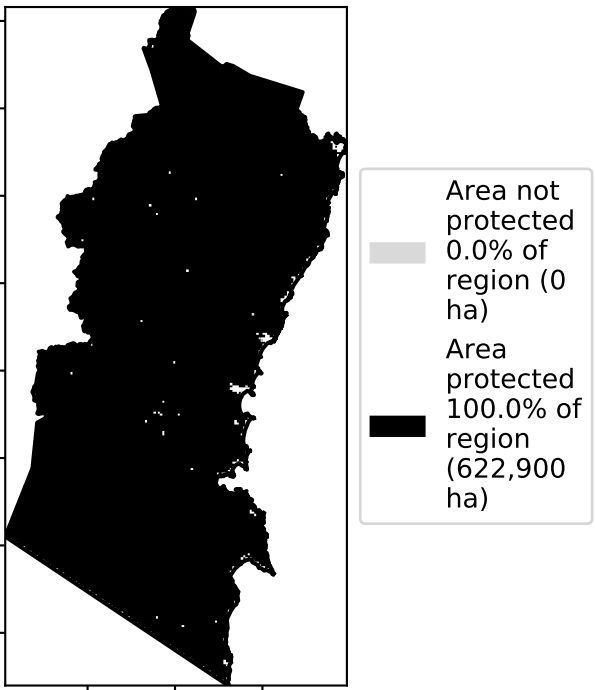 Area not
protected
0.0% of
region (0
ha)
Area
protected
100.0% of
region
(622,900
ha)